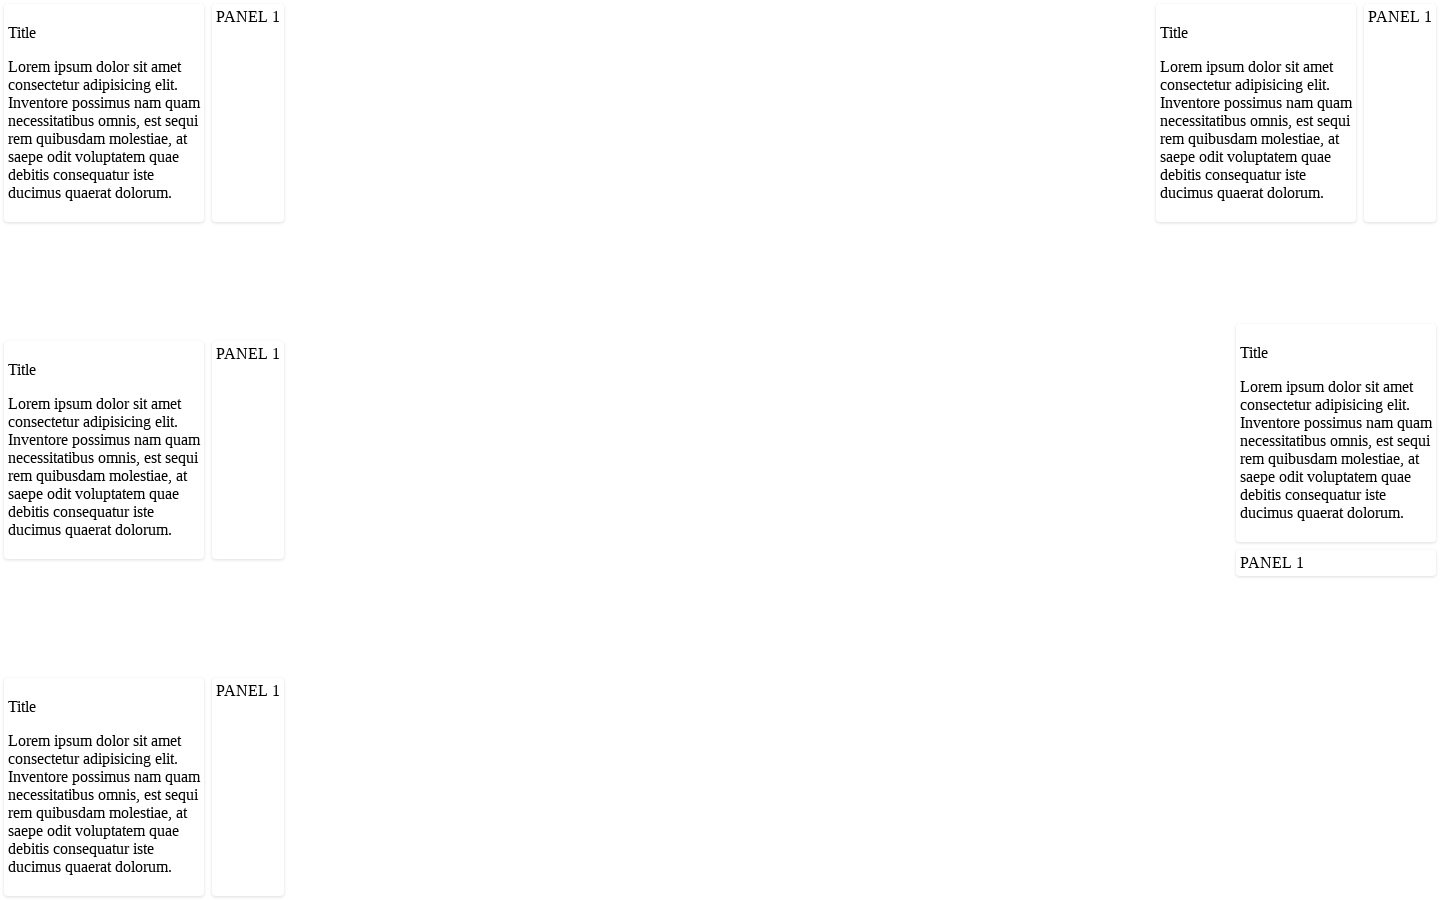 Title
Lorem ipsum dolor sit amet
consectetur adipisicing elit.
Inventore possimus nam quam
necessitatibus omnis, est sequi
rem quibusdam molestiae, at
saepe odit voluptatem quae
debitis consequatur iste
ducimus quaerat dolorum.
PANEL 1
Title
Lorem ipsum dolor sit amet
consectetur adipisicing elit.
Inventore possimus nam quam
necessitatibus omnis, est sequi
rem quibusdam molestiae, at
saepe odit voluptatem quae
debitis consequatur iste
ducimus quaerat dolorum.
PANEL 1
Title
Lorem ipsum dolor sit amet
consectetur adipisicing elit.
Inventore possimus nam quam
necessitatibus omnis, est sequi
rem quibusdam molestiae, at
saepe odit voluptatem quae
debitis consequatur iste
ducimus quaerat dolorum.
PANEL 1
Title
Lorem ipsum dolor sit amet
consectetur adipisicing elit.
Inventore possimus nam quam
necessitatibus omnis, est sequi
rem quibusdam molestiae, at
saepe odit voluptatem quae
debitis consequatur iste
ducimus quaerat dolorum.
PANEL 1
Title
Lorem ipsum dolor sit amet
consectetur adipisicing elit.
Inventore possimus nam quam
necessitatibus omnis, est sequi
rem quibusdam molestiae, at
saepe odit voluptatem quae
debitis consequatur iste
ducimus quaerat dolorum.
PANEL 1